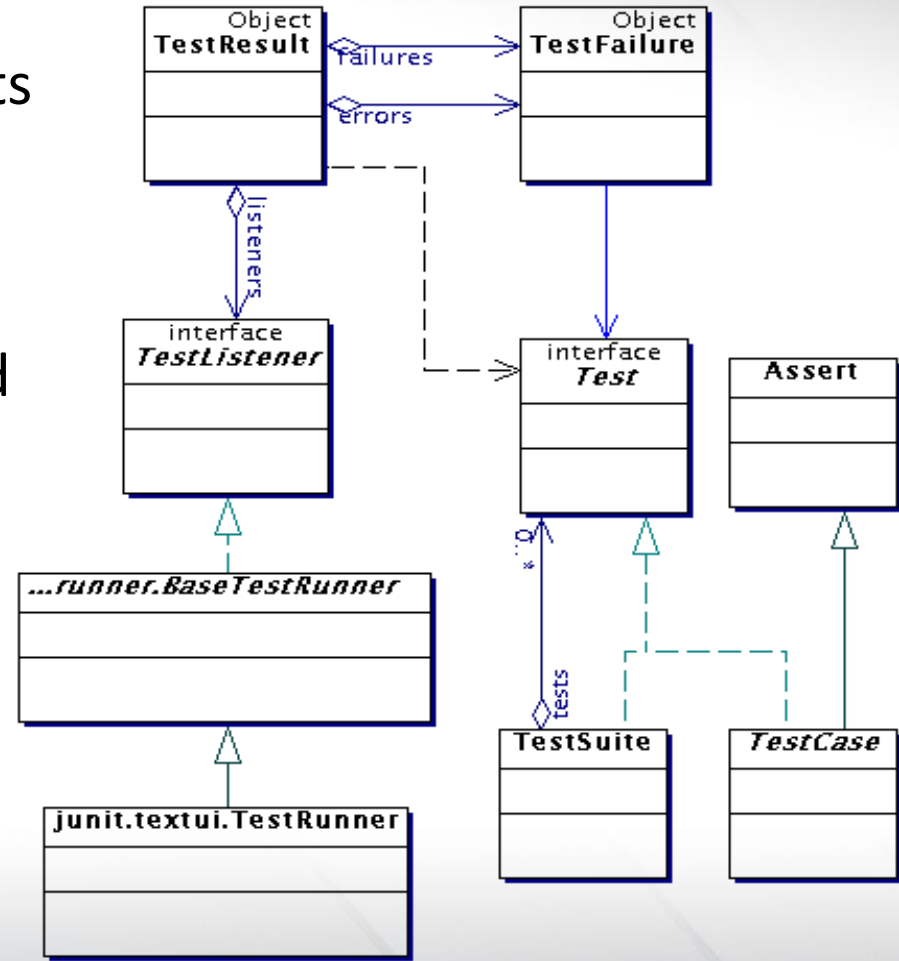 ts
d
Object
TestResult
failures
errors
Object
TestFailure
listeners
interface
TestListener
interface
Test
Assert
0..*
...runner.BaseTestRunner
tests
TestSuite
TestCase
junit.textui.TestRunner